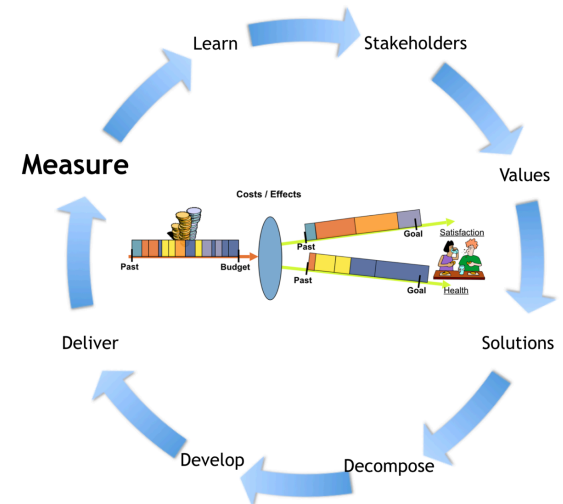 Learn
Stakeholders
Measure
Values
Costs / Effects
Past
Budget
Past
Goal
Satisfaction
Past
Goal
Health
Deliver
Solutions
Develop
Decompose